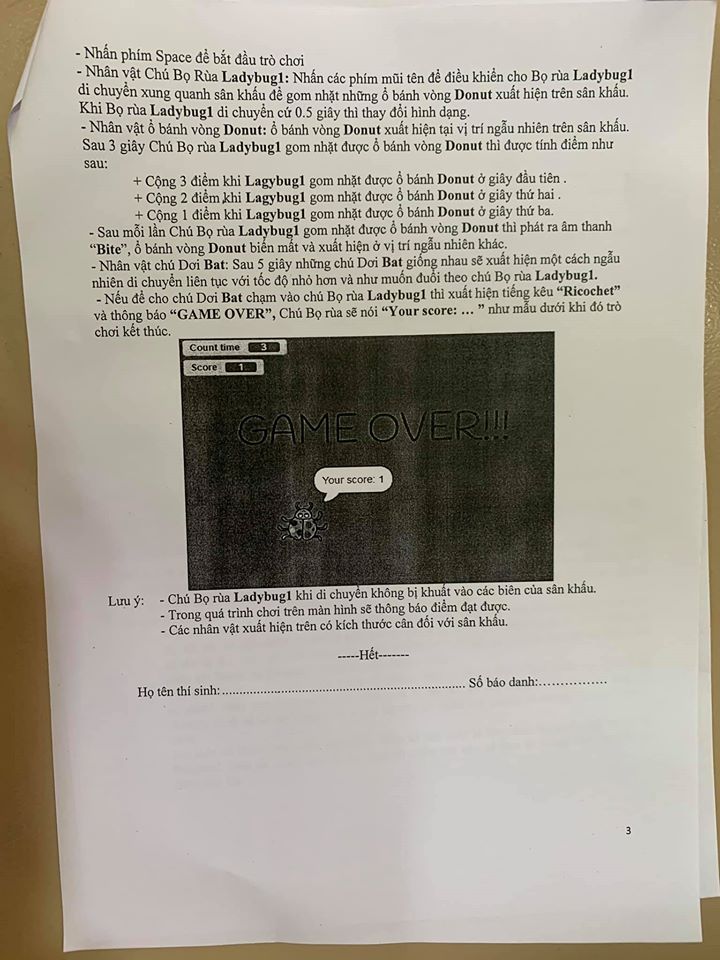 - Nhấn phím Space để bắt đầu trò chơi
- Nhân vật Chú Bọ Rùa Ladybug1: Nhấn các phím mũi tên để điều khiển cho Bọ rùa Ladybug1
di chuyển xung quanh sân khấu để gom nhặt những ổ bánh vòng Donut xuất hiện trên sân khấu.
Khi Bọ rùa Ladybug1 di chuyển cứ 0.5 giây thì thay đổi hình dạng.
- Nhân vật ổ bánh vòng Donut: ổ bánh vòng Donut xuất hiện tại vị trí ngẫu nhiên trên sân khấu.
Sau 3 giây Chú Bọ rùa Ladybug1 gom nhặt được ổ bánh vòng Donut thì được tính điểm như
sau:
+ Cộng 3 điểm khi Lagybug1 gom nhặt được ổ bánh Donut ở giây đầu tiên .
+ Cộng 2 điểm khi Lagybug1 gom nhặt được ổ bánh Donut ở giây thứ hai .
+ Cộng 1 điểm khi Lagybug1 gom nhặt được ổ bánh Donut ở giây thứ ba.
- Sau mỗi lần Chú Bọ rùa Ladybug1 gom nhặt được ổ bánh vòng Donut thì phát ra âm thanh
“Bite”, ổ bánh vòng Donut biến mất và xuất hiện ở vị trí ngẫu nhiên khác.
- Nhân vật chú Dơi Bat: Sau 5 giây những chú Dơi Bat giống nhau sẽ xuất hiện một cách ngẫu
nhiên di chuyển liên tục với tốc độ nhỏ hơn và như muốn đuổi theo chú Bọ rùa Ladybug1.
- Nếu để cho chú Dơi Bat chạm vào chú Bọ rùa Ladybug1 thì xuất hiện tiếng kêu “Ricochet”
và thông báo “GAME OVER”, Chú Bọ rùa sẽ nói “Your score: … ” như mẫu dưới khi đó trò
chơi kết thúc.
Count time 3
Score 1
GAME OVER!!!
Your score: 1
Lưu ý: - Chú Bọ rùa Ladybug1 khi di chuyển không bị khuất vào các biên của sân khấu.
- Trong quá trình chơi trên màn hình sẽ thông báo điểm đạt được.
- Các nhân vật xuất hiện trên có kích thước cân đối với sân khấu.
-----Hết-------
Họ tên thí sinh:...................................................................... Số báo danh:................
3